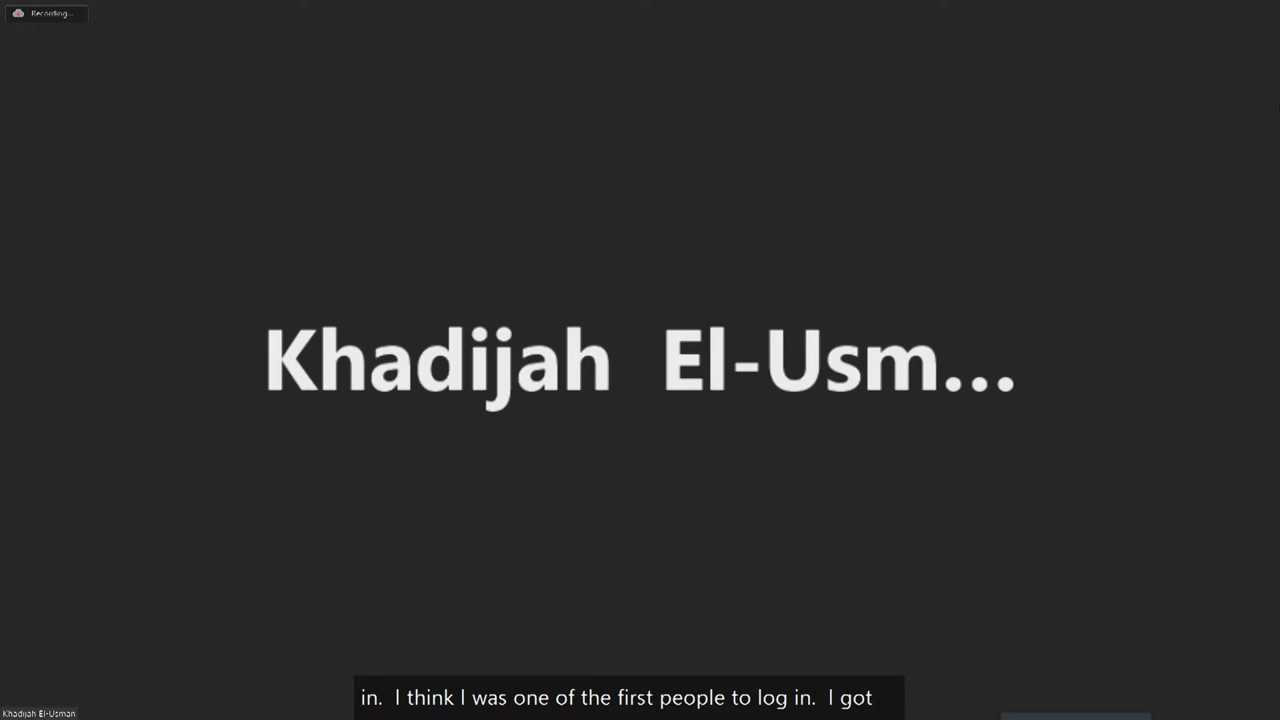 Recording...
Khadijah El-Usm...
in. I think I was one of the first people to log in. I got
Khadijah El-Usman